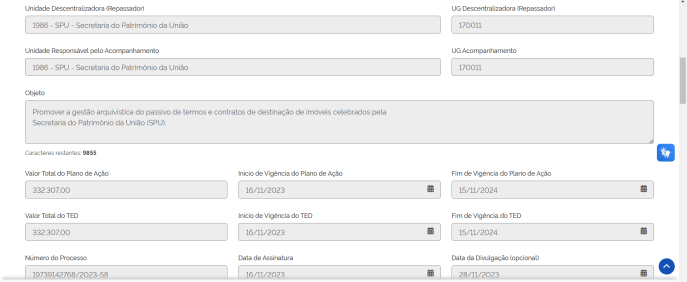 Unidade Descentralizadora (Repassador) UG Descentralizadora (Repassador)
1986 - SPU - Secretaria do Patrimônio da União 170011
Unidade Responsável pelo Acompanhamento UG Acompanhamento
1986 - SPU - Secretaria do Patrimônio da União 170011
Objeto
Promover a gestão arquivística do passivo de termos e contratos de destinação de imóveis celebrados pela
Secretaria do Patrimônio da União (SPU).
Caracteres restantes: 9855
Valor Total do Plano de Ação Início de Vigência do Plano de Ação Fim de Vigência do Plano de Ação
332.307,00 16/11/2023 15/11/2024
Valor Total do TED Início de Vigência do TED Fim de Vigência do TED
332.307,00 16/11/2023 15/11/2024
Número do Processo Data de Assinatura Data da Divulgação (opcional)
19739142768/2023-58 16/11/2023 28/11/2023